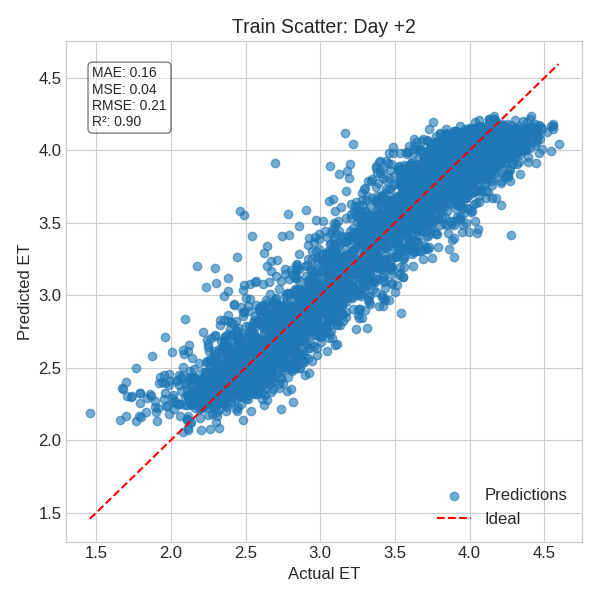 Train Scatter: Day +2
MAE: 0.16
MSE: 0.04
RMSE: 0.21
R²: 0.90
4.5
4.0
3.5
3.0
2.5
2.0
1.5
Predicted ET
Predictions
Ideal
1.5 2.0 2.5 3.0 3.5 4.0 4.5
Actual ET